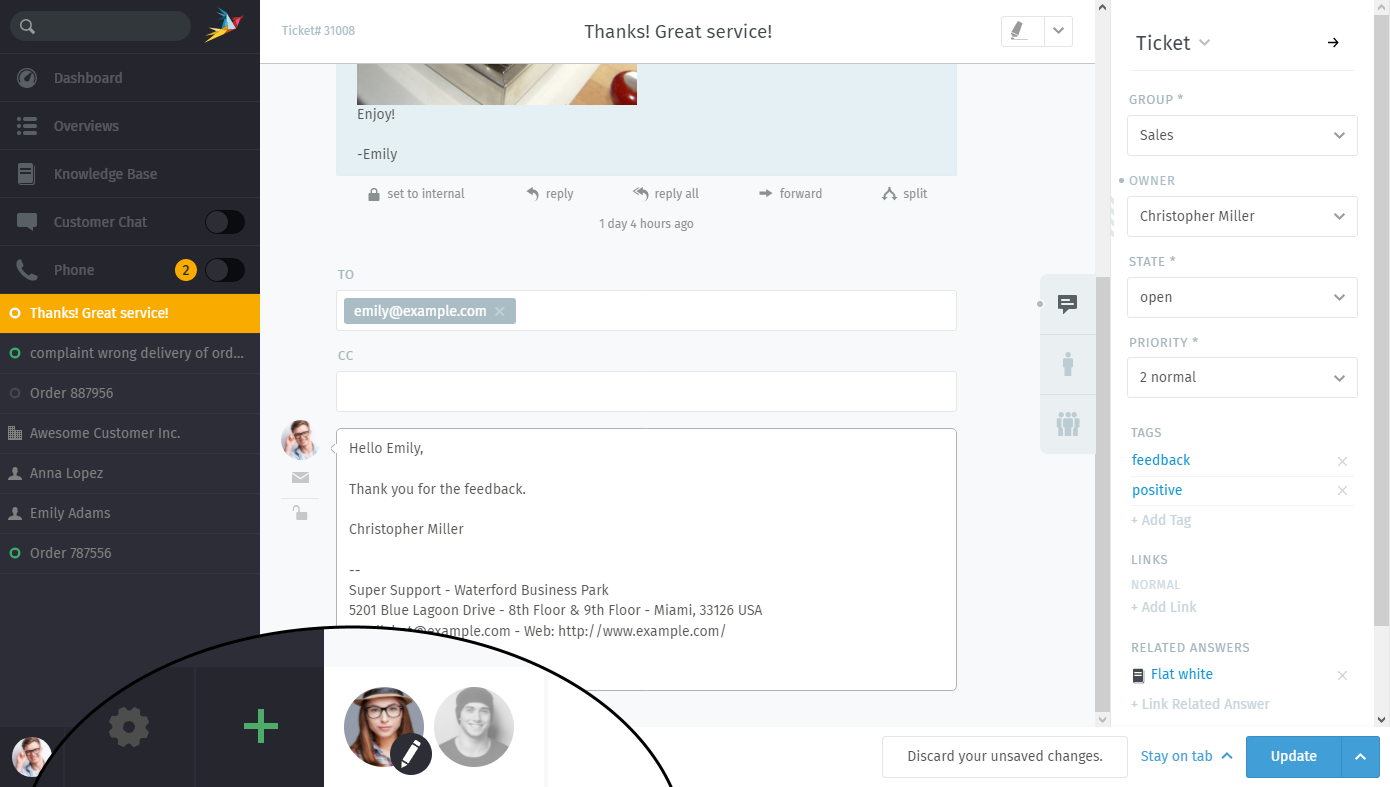 Ticket# 31008
Thanks! Great service!
Dashboard
Overviews
Knowledge Base
Customer Chat
Phone
2
Thanks! Great service!
complaint wrong delivery of ord...
Order 887956
Awesome Customer Inc.
Anna Lopez
Emily Adams
Order 787556
Enjoy!
-Emily
set to internal
reply
reply all
forward
split
1 day 4 hours ago
TO
emily@example.com
CC
Hello Emily,
Thank you for the feedback.
Christopher Miller
--
Super Support - Waterford Business Park
5201 Blue Lagoon Drive - 8th Floor & 9th Floor - Miami, 33126 USA
@example.com - Web: http://www.example.com/
Ticket
GROUP *
Sales
OWNER
Christopher Miller
STATE *
open
PRIORITY *
2 normal
TAGS
feedback
positive
+ Add Tag
LINKS
NORMAL
+ Add Link
RELATED ANSWERS
Flat white
+ Link Related Answer
Discard your unsaved changes.
Stay on tab
Update